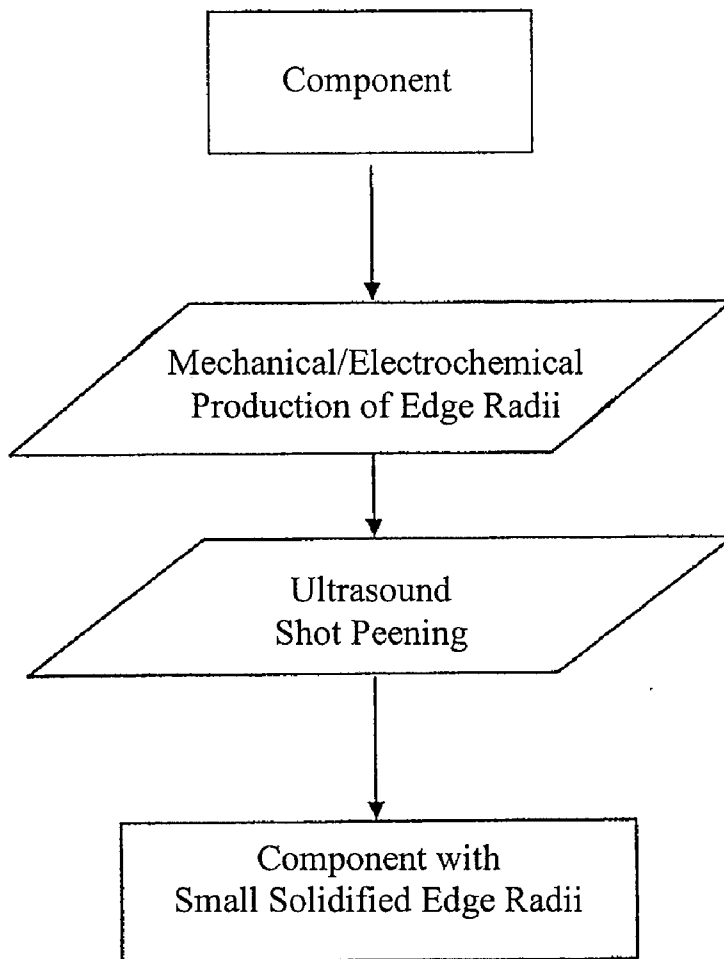 Component
Mechanical/Electrochemical
Production of Edge Radii
Ultrasound
Shot Peening
Component with
Small Solidified Edge Radii